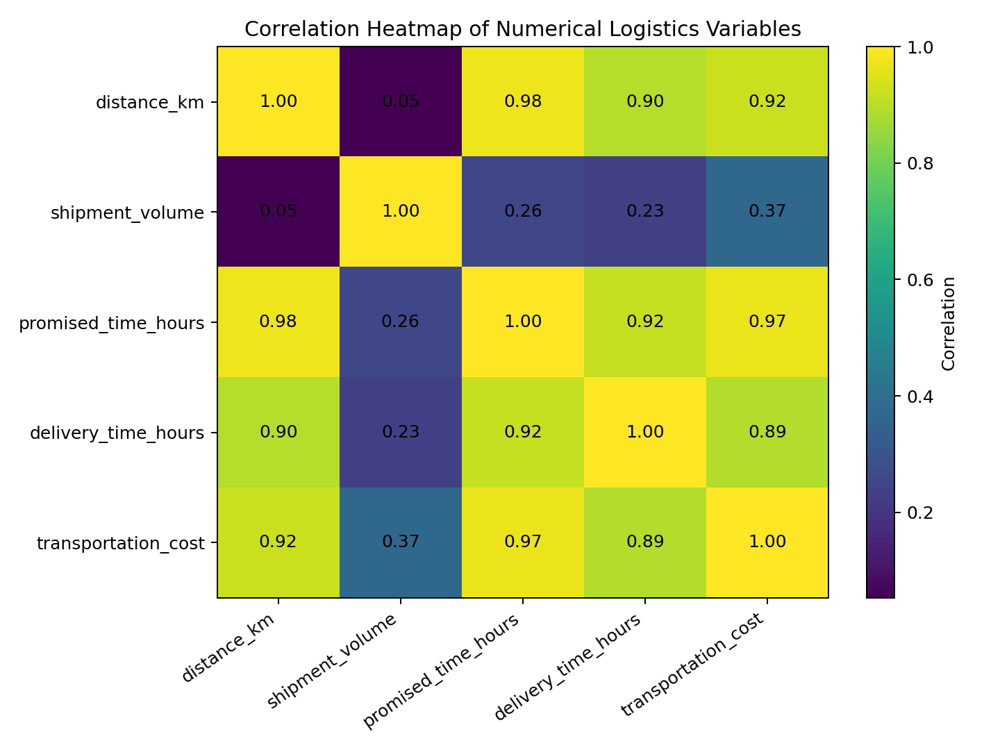 Correlation Heatmap of Numerical Logistics Variables
distance_km 1.00 0.05 0.98 0.90 0.92
shipment_volume 0.05 1.00 0.26 0.23 0.37
promised_time_hours 0.98 0.26 1.00 0.92 0.97
delivery_time_hours 0.90 0.23 0.92 1.00 0.89
transportation_cost 0.92 0.37 0.97 0.89 1.00
distance_km
shipment_volume
promised_time_hours
delivery_time_hours
transportation_cost
1.0
0.8
0.6
0.4
0.2
Correlation